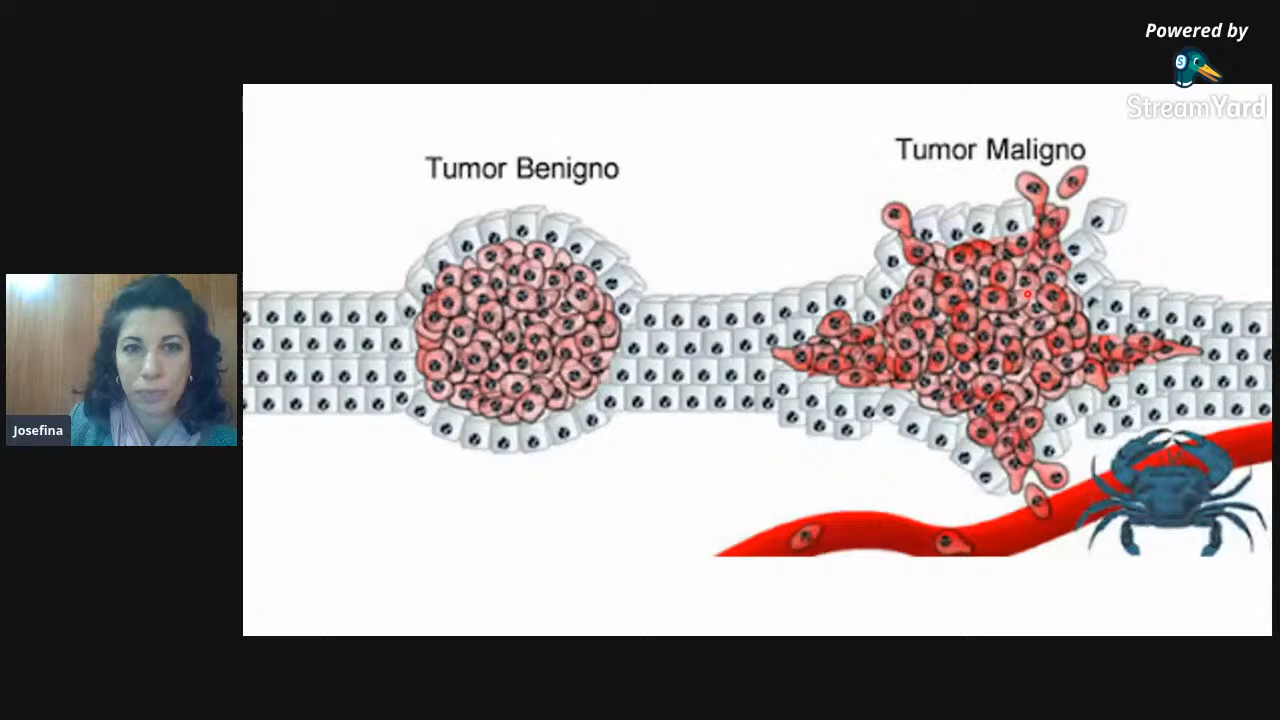 Powered by
StreamYard
Tumor Benigno
Tumor Maligno
Josefina